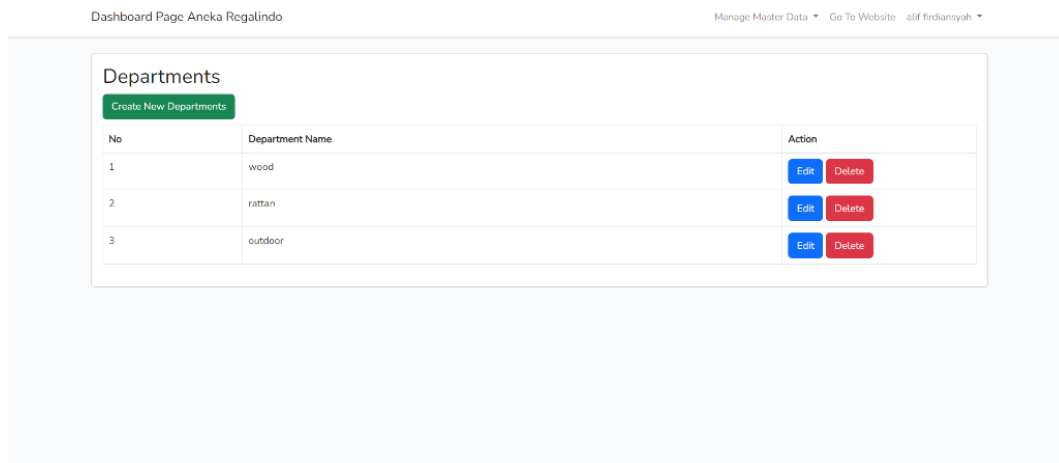 Dashboard Page Aneka Regalindo Manage Master Data Go To Website alif firdiansyah
Departments
Create New Departments
No Department Name Action
1 wood Edit Delete
2 rattan Edit Delete
3 outdoor Edit Delete